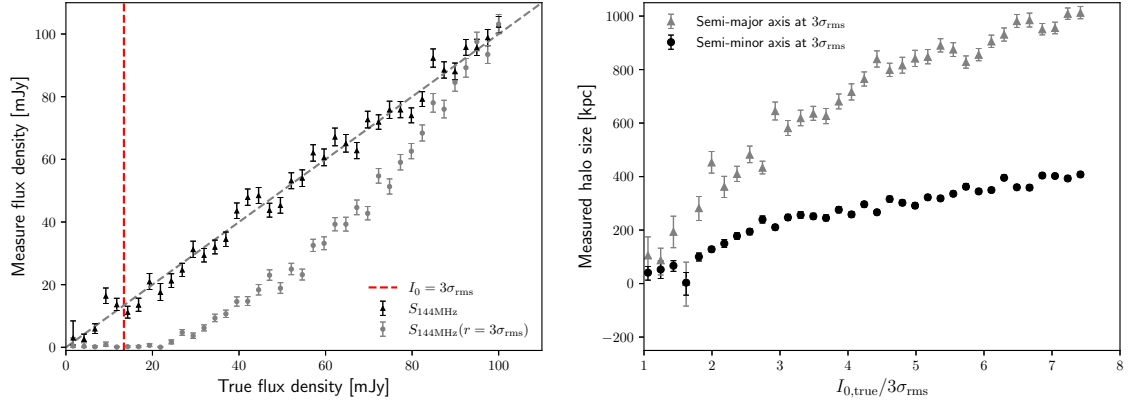 100
80
60
40
20
0
Measure flux density [mJy]
I₀ = 3σrms
S144MHz
S144MHz(r = 3σrms)
0 20 40 60 80 100
True flux density [mJy]
1000
800
600
400
200
0
−200
Measured halo size [kpc]
Semi-major axis at 3σrms
Semi-minor axis at 3σrms
1 2 3 4 5 6 7 8
I0,true/3σrms